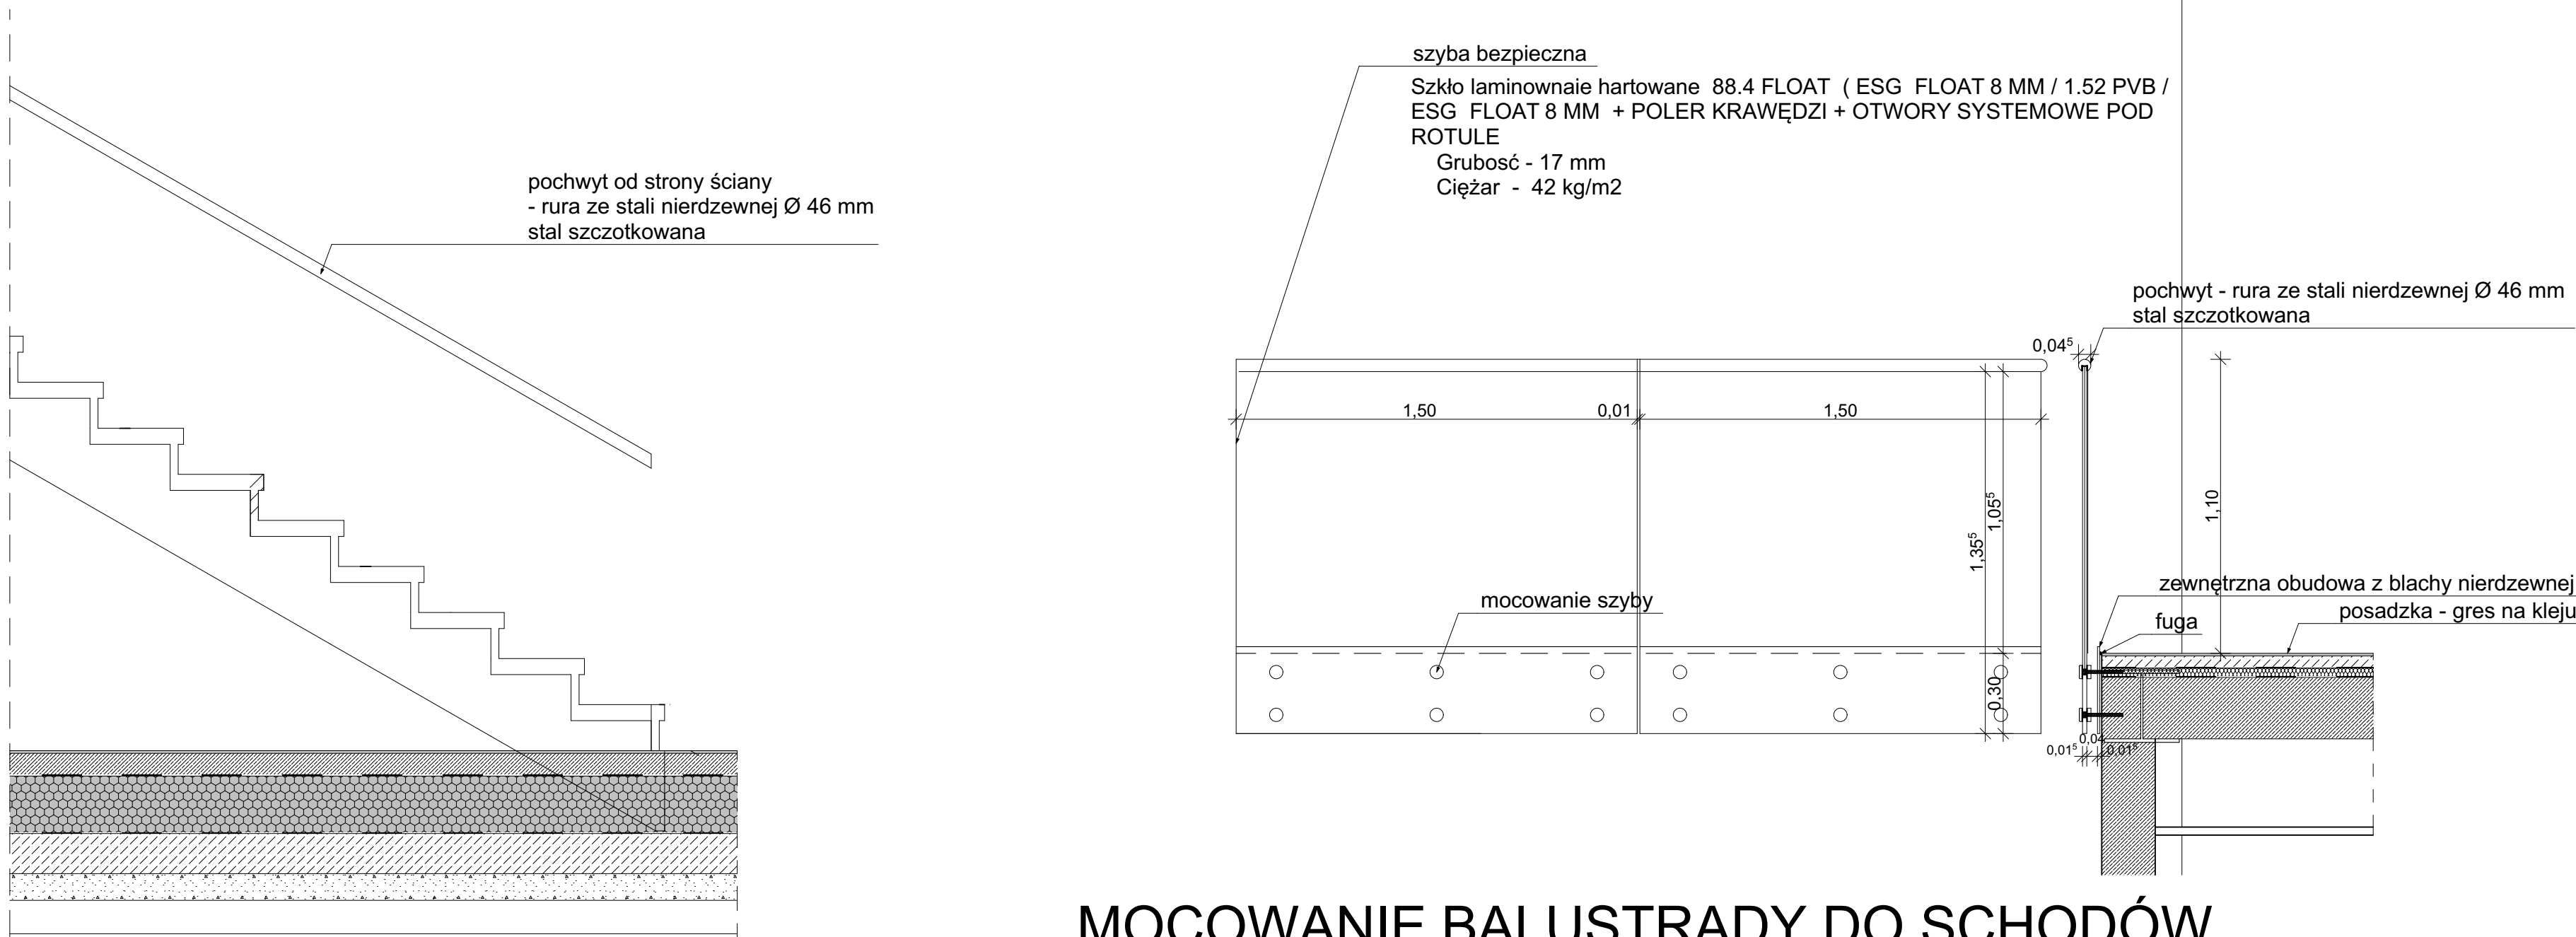 szyba bezpieczna
Szkło laminownaie hartowane 88.4 FLOAT ( ESG FLOAT 8 MM / 1.52 PVB /
ESG FLOAT 8 MM + POLER KRAWĘDZI + OTWORY SYSTEMOWE POD
ROTULE
Grubosć - 17 mm
Ciężar - 42 kg/m2
pochwyt od strony ściany
- rura ze stali nierdzewnej Ø 46 mm
stal szczotkowana
pochwyt - rura ze stali nierdzewnej Ø 46 mm
stal szczotkowana
0,04⁵
1,50
0,01
1,50
1,05⁵
1,35⁵
1,10
zewnętrzna obudowa z blachy nierdzewnej
posadzka - gres na kleju
fuga
mocowanie szyby
0,30
0,04
0,01⁵
0,01⁵
MOCOWANIE BALUSTRADY DO SCHODÓW